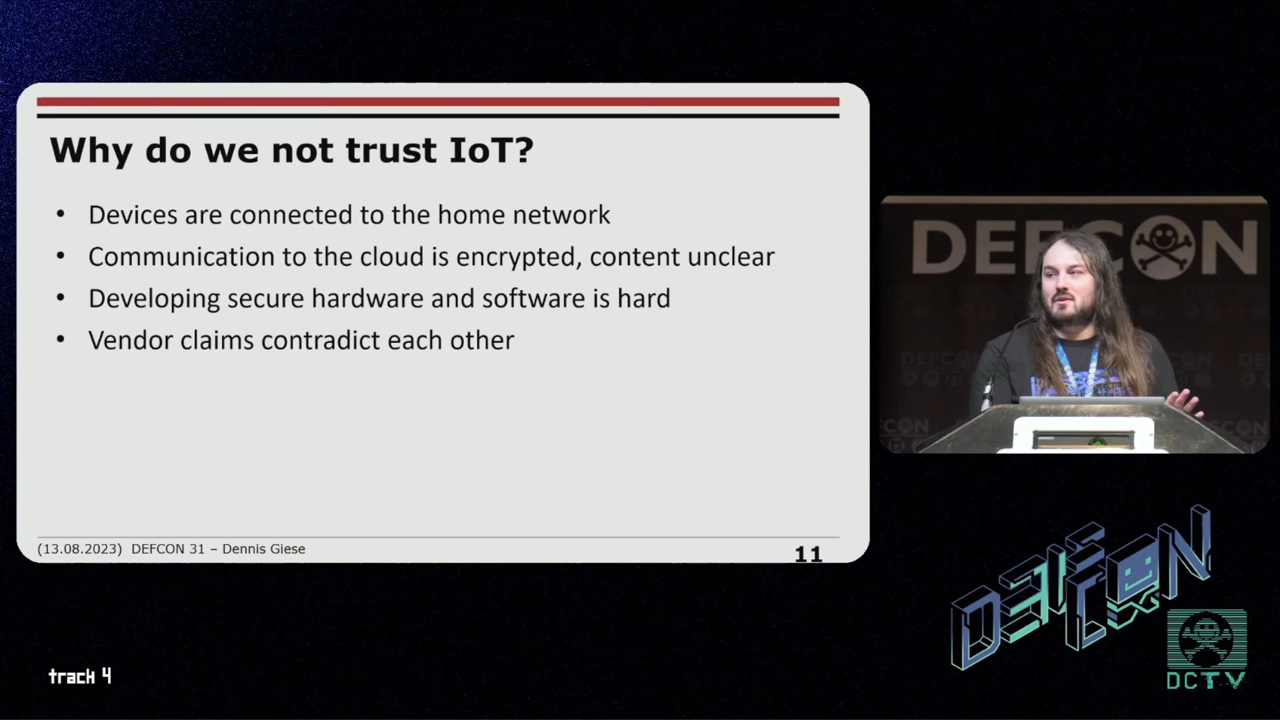 Why do we not trust IoT?
• Devices are connected to the home network
• Communication to the cloud is encrypted, content unclear
• Developing secure hardware and software is hard
• Vendor claims contradict each other
(13.08.2023) DEFCON 31 – Dennis Giese
11
DEFCON
DEFCON
track 4
DCTV